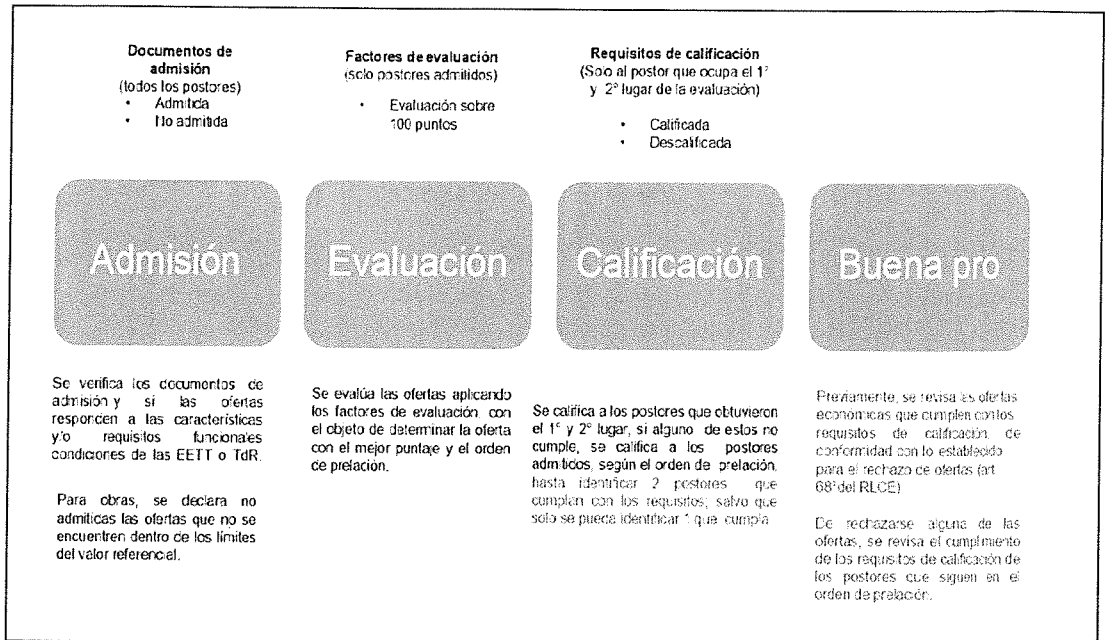 Documentos de
admisión
(todos los postores)
• Admitida
• No admitida
Factores de evaluación
(solo postores admitidos)
• Evaluación sobre
100 puntos
Requisitos de calificación
(Solo al postor que ocupa el 1°
y 2° lugar de la evaluación)
• Calificada
• Descalificada
Admisión
Evaluación
Calificación
Buena pro
Se verifica los documentos de
admisión y si las ofertas
responden a las características
y/o requisitos funcionales
condiciones de las EETT o TdR.
Para obras, se declara no
admiticas las ofertas que no se
encuentren dentro de los límites
del valor referencial.
Se evalúa las ofertas aplicando
los factores de evaluación, con
el objeto de determinar la oferta
con el mejor puntaje y el orden
de prelación.
Se califica a los postores que obtuvieron
el 1° y 2° lugar, si alguno de estos no
cumple, se califica a los postores
admitidos, según el orden de prelación,
hasta identificar 2 postores que
cumplan con los requisitos; salvo que
solo se pueda identificar 1 que cumpla
Previamente, se revisa las ofertas
económicas que cumplen con los
requisitos de calificación, de
conformidad con lo establecido
para el rechazo de ofertas (art
68° del RLCE)
De rechazarse alguna de las
ofertas, se revisa el cumplimiento
de los requisitos de calificación de
los postores que siguen en el
orden de prelación.